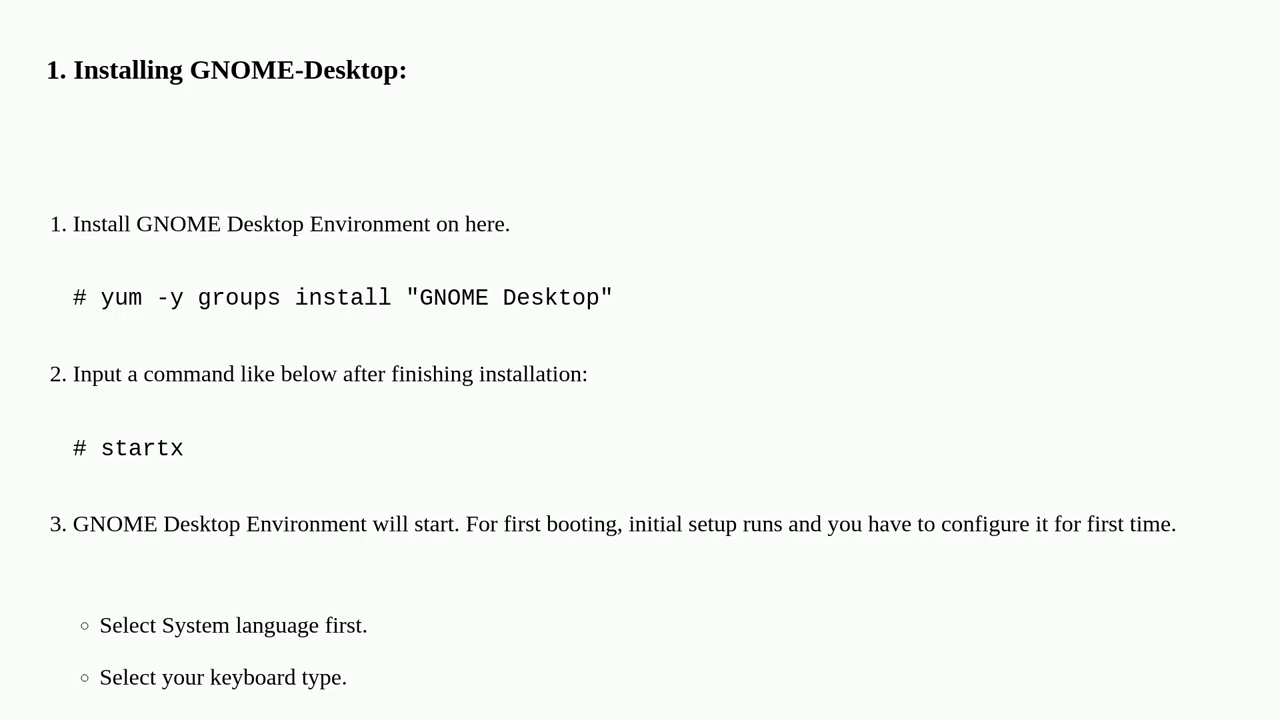 1. Installing GNOME-Desktop:
1. Install GNOME Desktop Environment on here.
# yum -y groups install "GNOME Desktop"
2. Input a command like below after finishing installation:
# startx
3. GNOME Desktop Environment will start. For first booting, initial setup runs and you have to configure it for first time.
○ Select System language first.
○ Select your keyboard type.